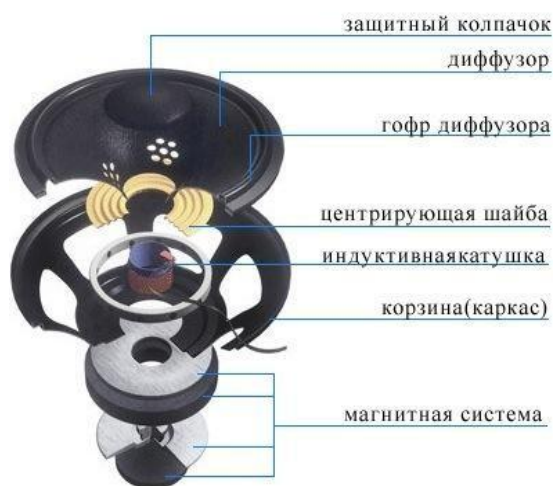 защитный колпачок
диффузор
гофр диффузора
центрирующая шайба
индуктивнаякатушка
корзина(каркас)
магнитная система